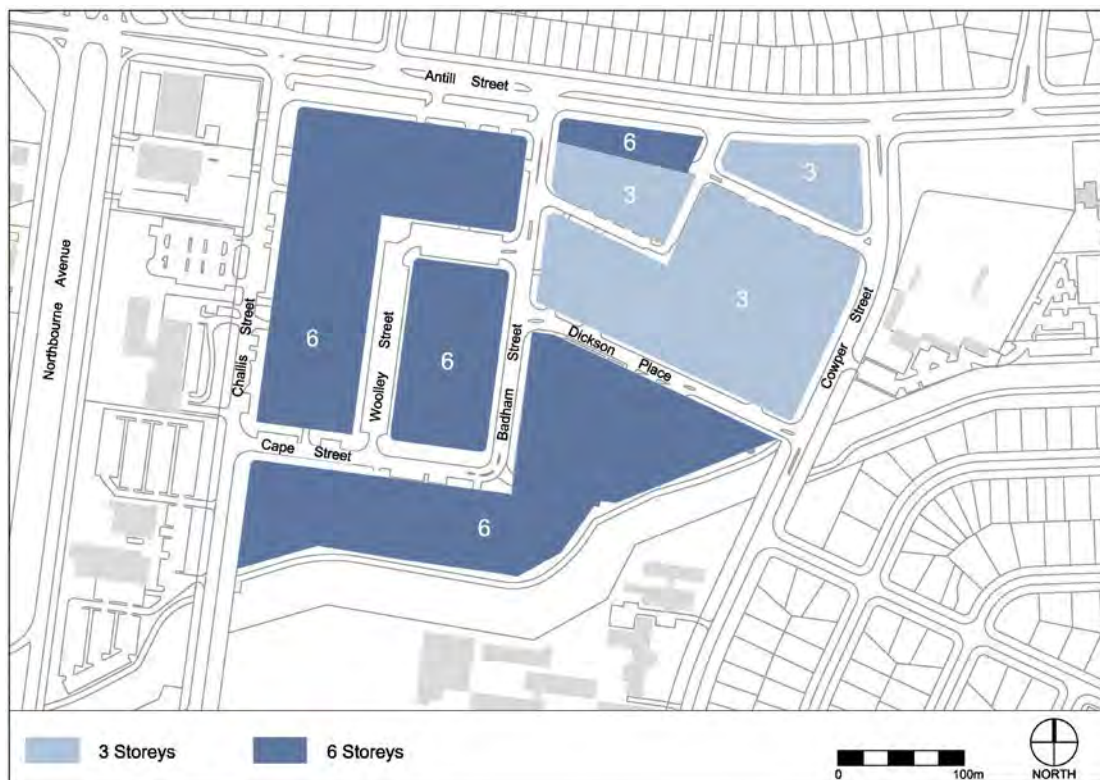 Antill Street
6
3
3
Northbourne Avenue
Challis Street
6
Woolley Street
6
Badham Street
Dickson Place
3
Cowper Street
Cape Street
6
3 Storeys
6 Storeys
0 100m
NORTH